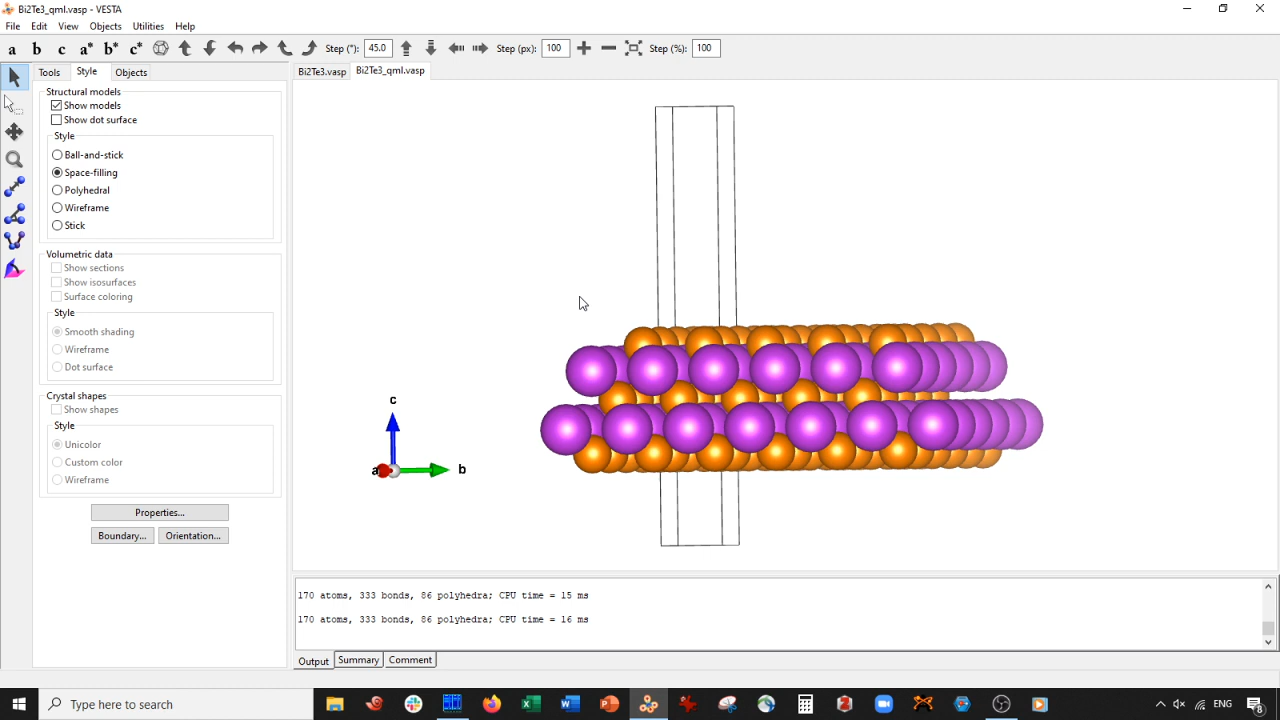 Bi2Te3_qml.vasp - VESTA
File Edit View Objects Utilities Help
a b c a* b* c* Step (°): 45.0 Step (px): 100 Step (%): 100
Tools Style Objects
Bi2Te3.vasp Bi2Te3_qml.vasp
Structural models
Show models
Show dot surface
Style
Ball-and-stick
Space-filling
Polyhedral
Wireframe
Stick
Volumetric data
Show sections
Show isosurfaces
Surface coloring
Style
Smooth shading
Wireframe
Dot surface
Crystal shapes
Show shapes
Style
Unicolor
Custom color
Wireframe
Properties...
Boundary... Orientation...
c
a b
170 atoms, 333 bonds, 86 polyhedra; CPU time = 15 ms
170 atoms, 333 bonds, 86 polyhedra; CPU time = 16 ms
Output Summary Comment
Type here to search
ENG
8